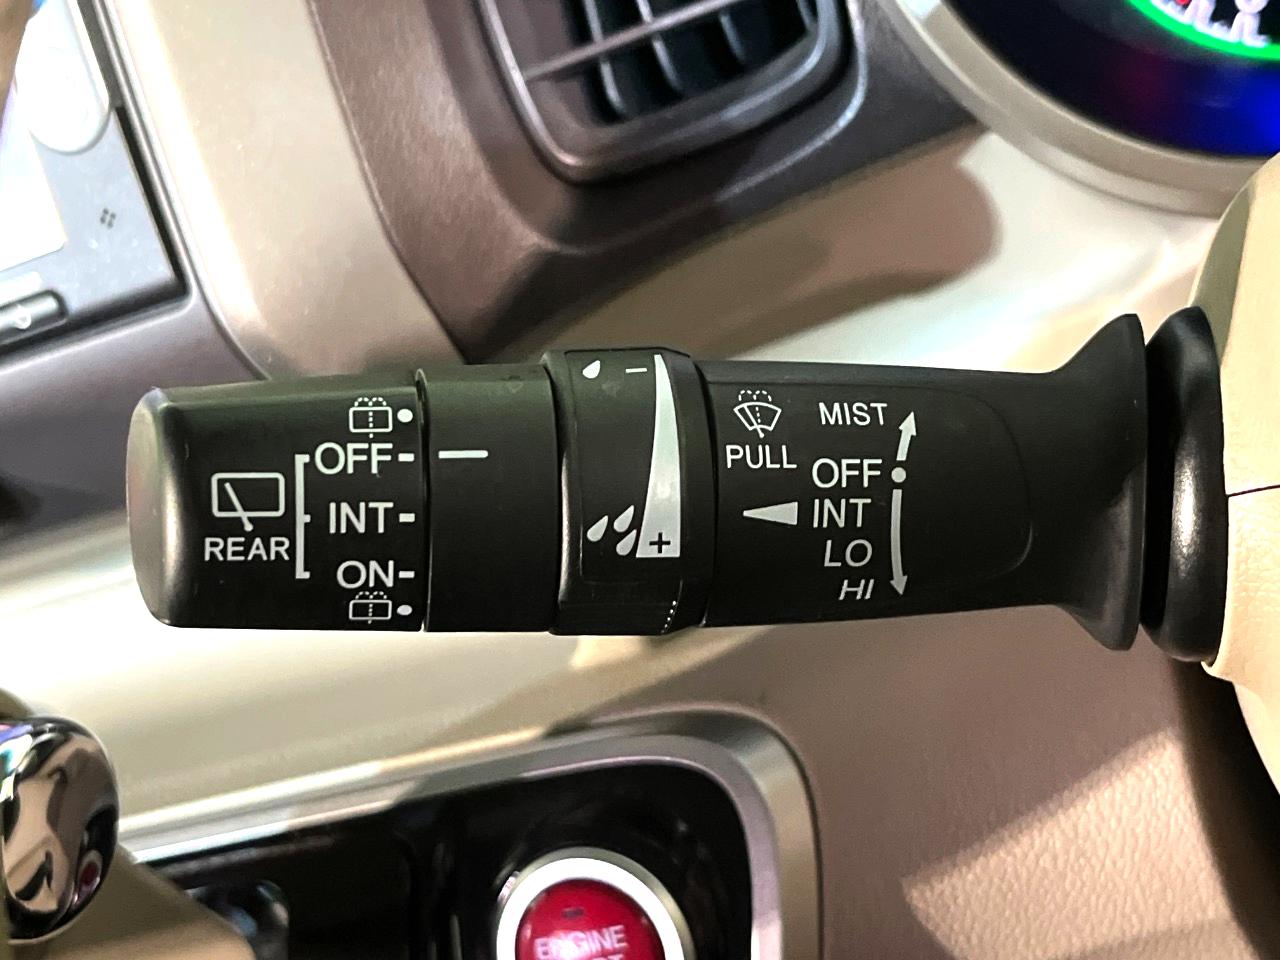 OFF
INT
REAR
ON
−
+
PULL
MIST
OFF
INT
LO
HI
ENGINE